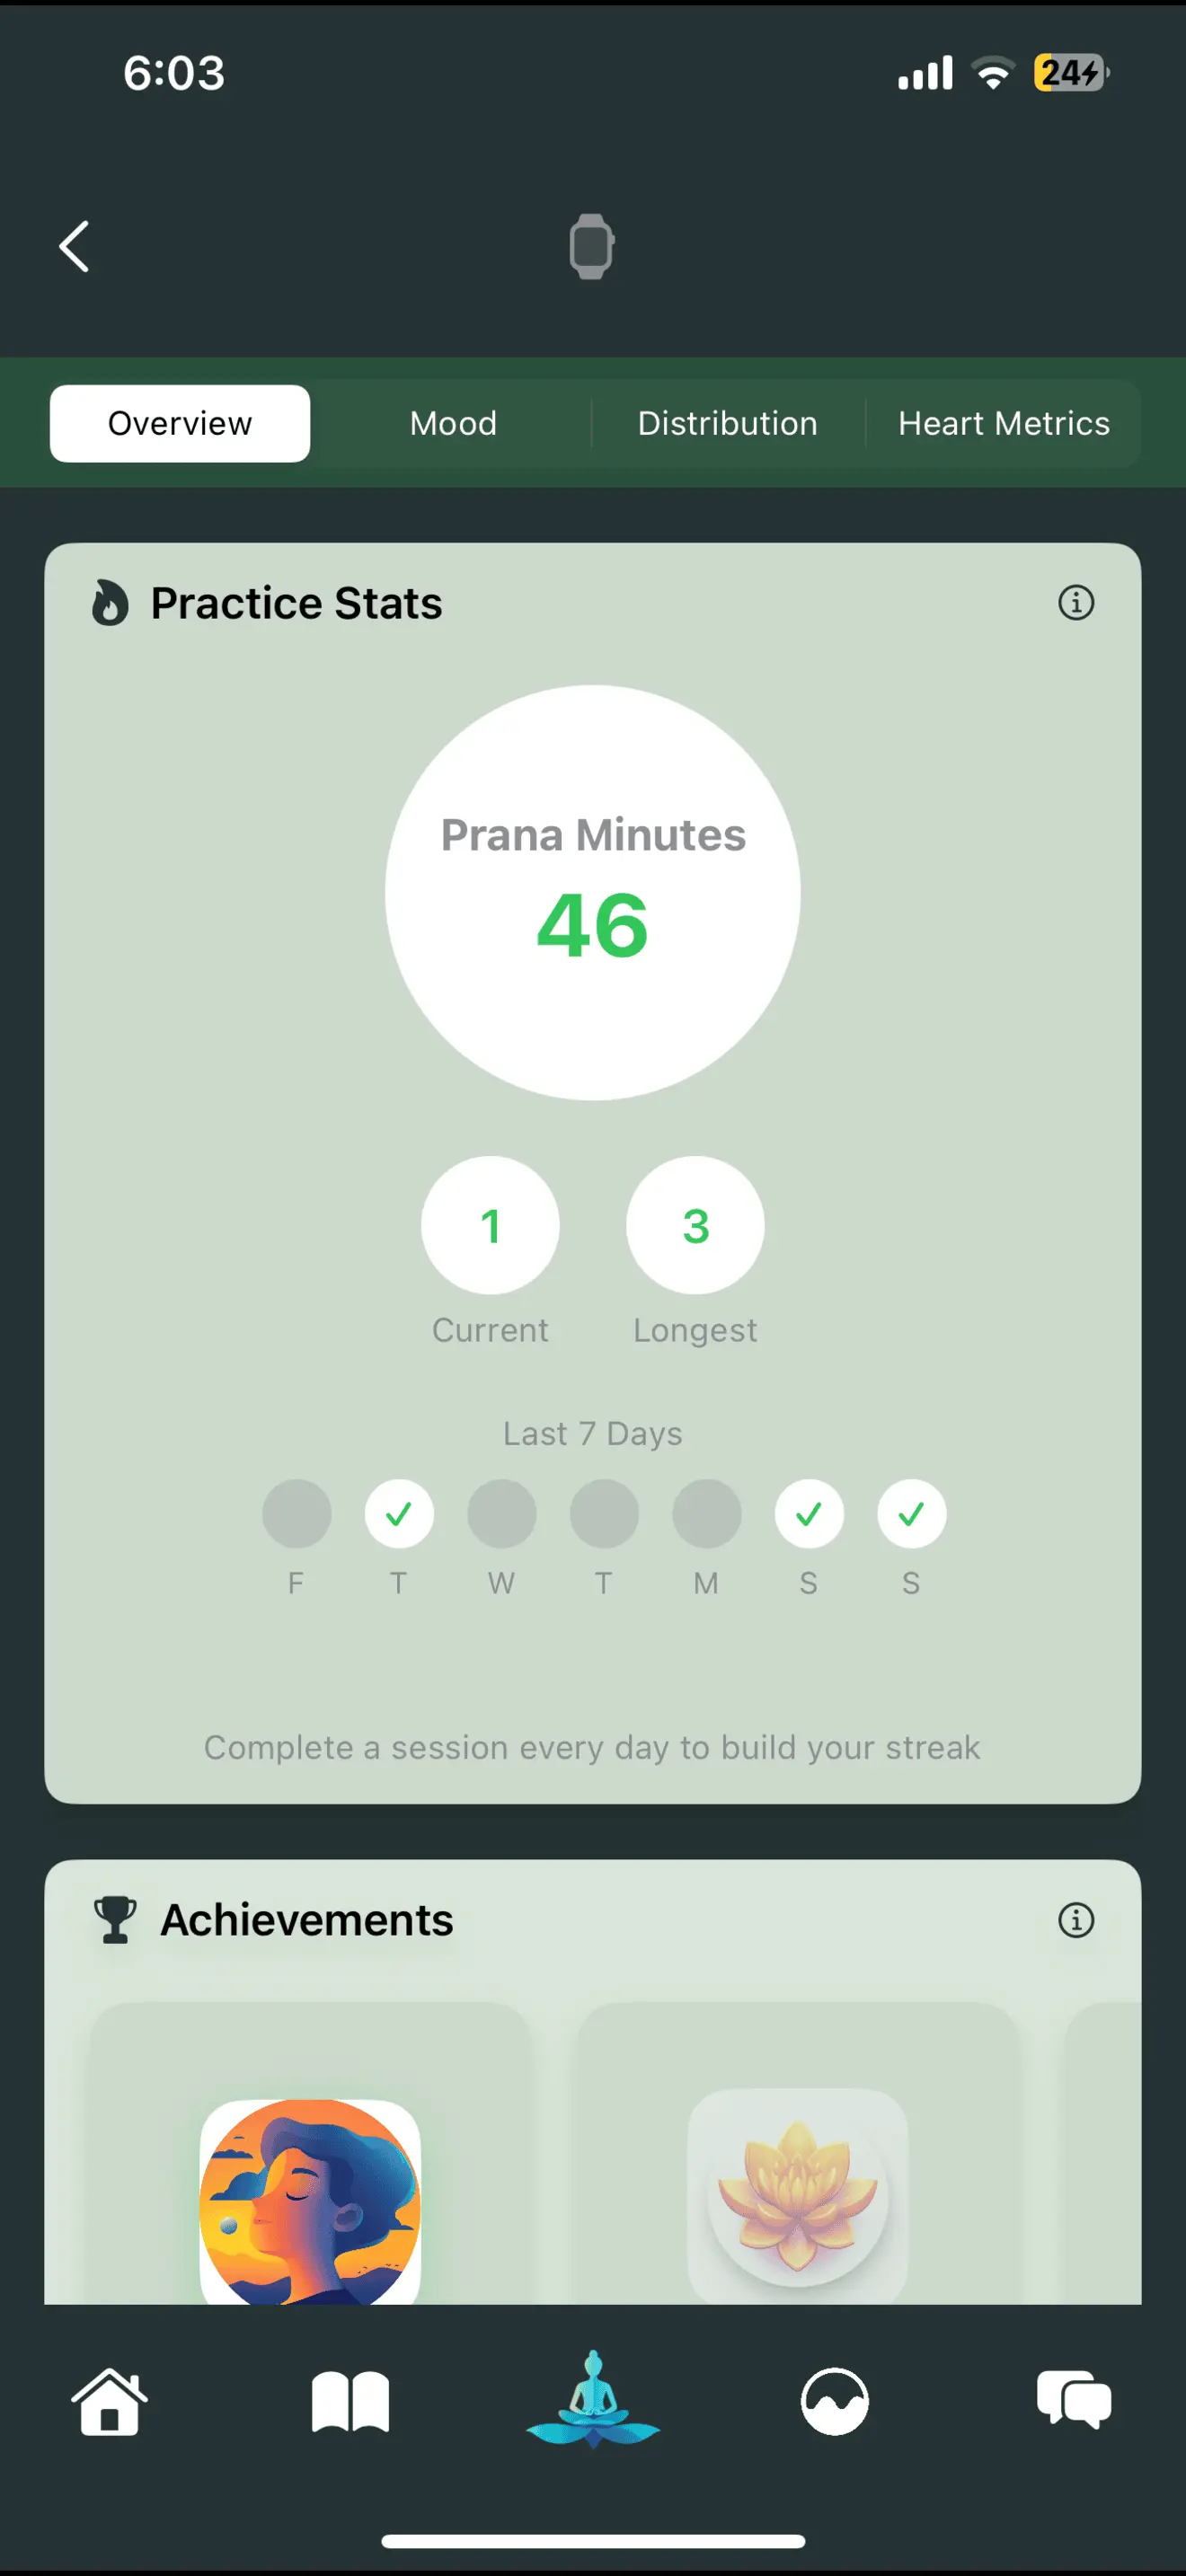 6:03
24
Overview Mood Distribution Heart Metrics
Practice Stats
Prana Minutes
46
1 3
Current Longest
Last 7 Days
F T W T M S S
Complete a session every day to build your streak
Achievements